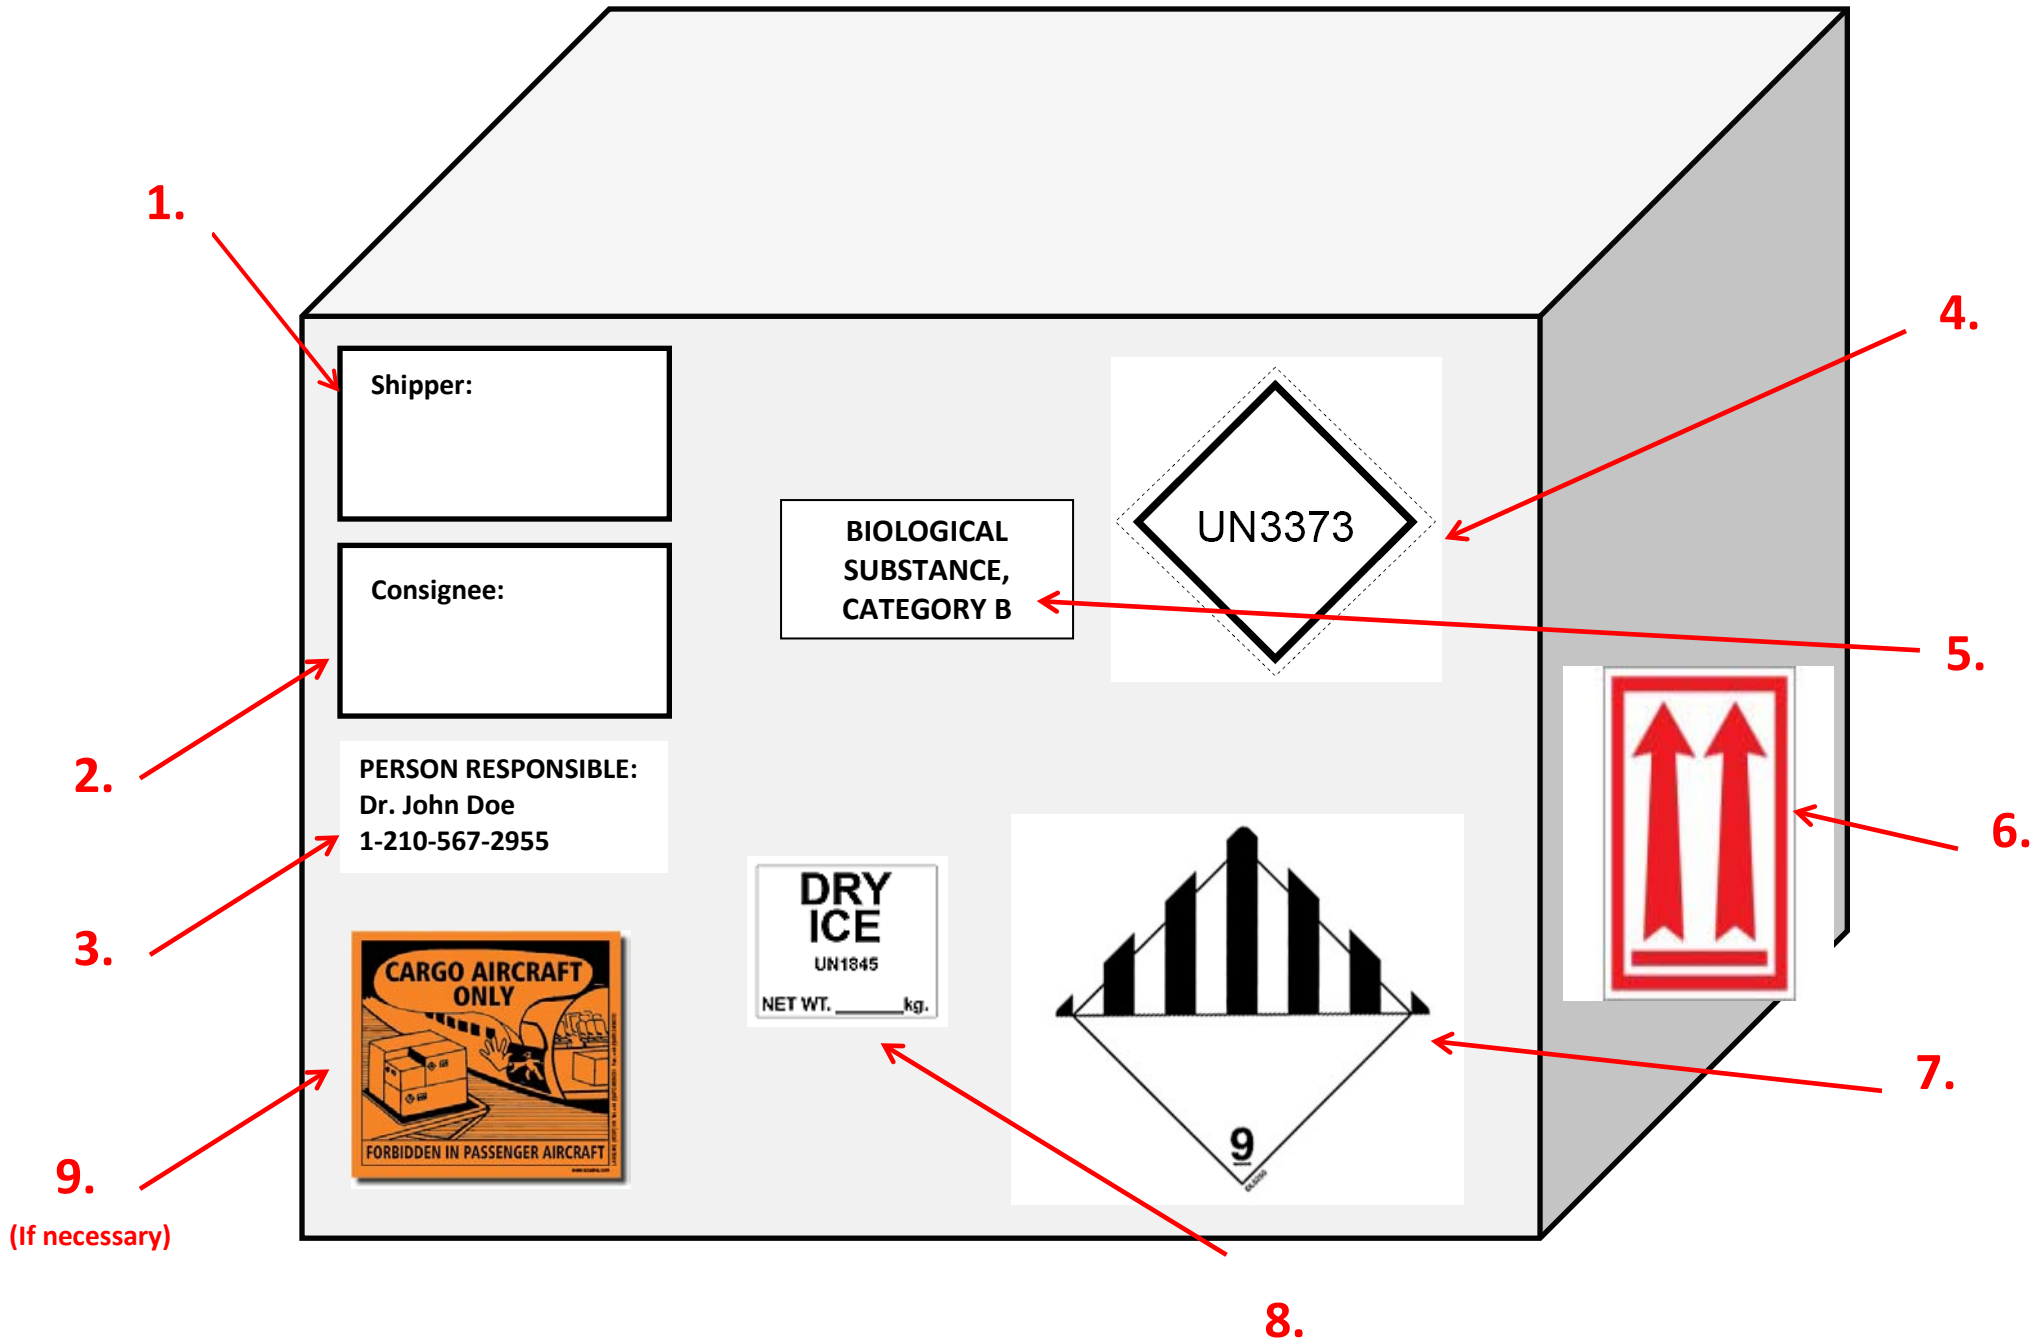 1.
Shipper:
4.
UN3373
BIOLOGICAL
SUBSTANCE,
CATEGORY B
5.
Consignee:
2.
PERSON RESPONSIBLE:
Dr. John Doe
1-210-567-2955
3.
6.
DRY
ICE
UN1845
NET WT. ______kg.
CARGO AIRCRAFT
ONLY
FORBIDDEN IN PASSENGER AIRCRAFT
7.
9
9.
(If necessary)
8.